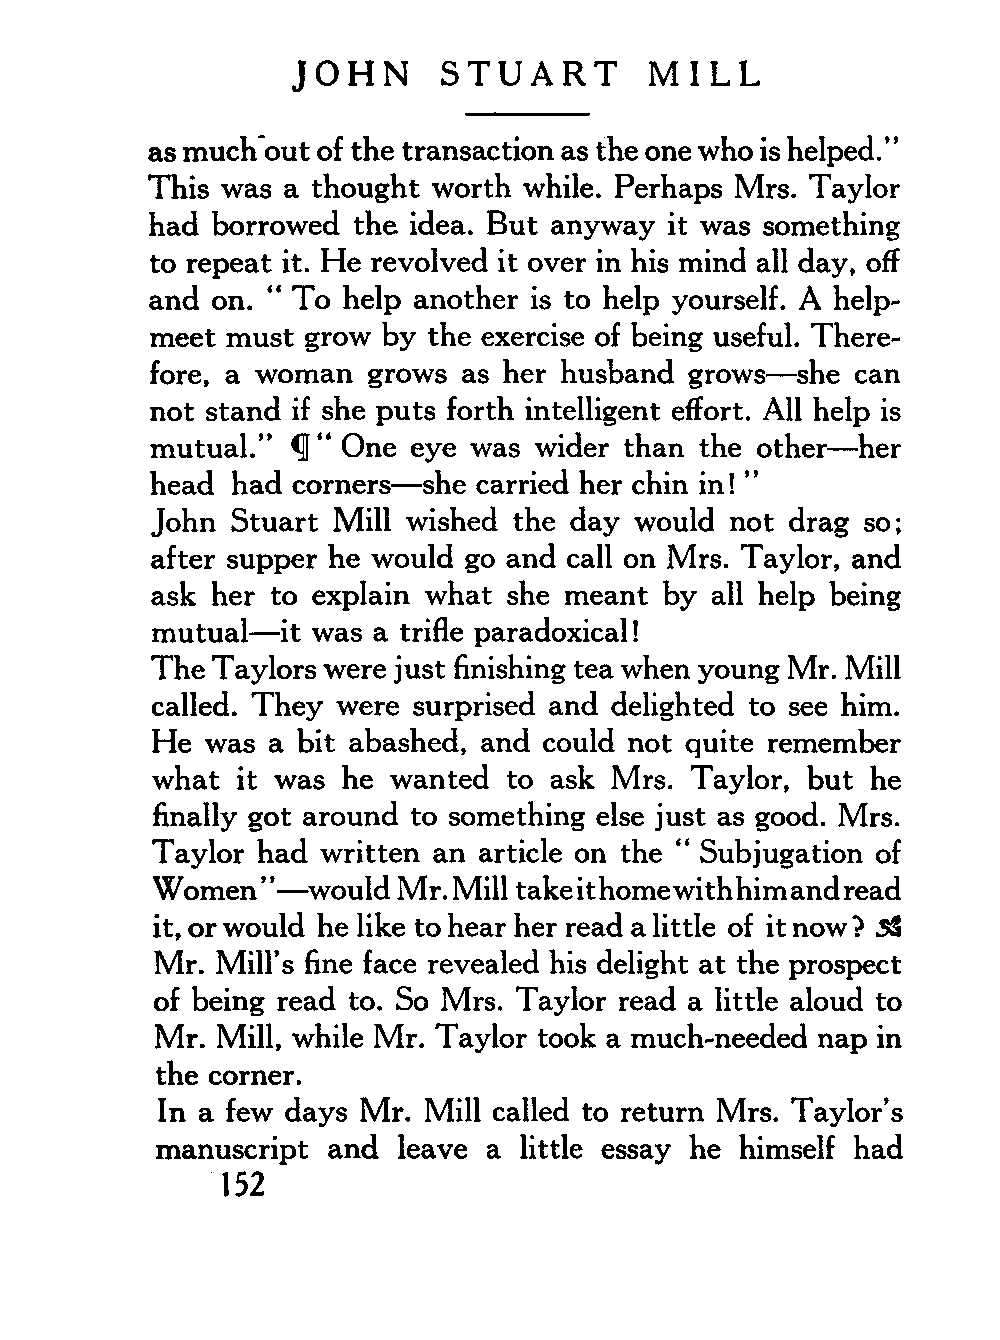 JOHN STUART MILL
as much out of the transaction as the one who is helped."
This was a thought worth while. Perhaps Mrs. Taylor
had borrowed the idea. But anyway it was something
to repeat it. He revolved it over in his mind all day, off
and on. " To help another is to help yourself. A help-
meet must grow by the exercise of being useful. There-
fore, a woman grows as her husband grows—she can
not stand if she puts forth intelligent effort. All help is
mutual." ¶ " One eye was wider than the other—her
head had corners—she carried her chin in! "
John Stuart Mill wished the day would not drag so;
after supper he would go and call on Mrs. Taylor, and
ask her to explain what she meant by all help being
mutual—it was a trifle paradoxical!
The Taylors were just finishing tea when young Mr. Mill
called. They were surprised and delighted to see him.
He was a bit abashed, and could not quite remember
what it was he wanted to ask Mrs. Taylor, but he
finally got around to something else just as good. Mrs.
Taylor had written an article on the " Subjugation of
Women"—would Mr. Mill take it home with him and read
it, or would he like to hear her read a little of it now?
Mr. Mill's fine face revealed his delight at the prospect
of being read to. So Mrs. Taylor read a little aloud to
Mr. Mill, while Mr. Taylor took a much-needed nap in
the corner.
In a few days Mr. Mill called to return Mrs. Taylor's
manuscript and leave a little essay he himself had
152